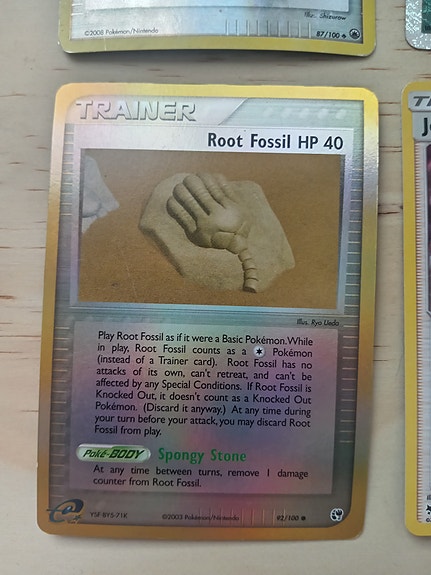 Illus. Shizurow
©2008 Pokémon/Nintendo
87/100
TRAINER
Root Fossil HP 40
Illus. Ryo Ueda
Play Root Fossil as if it were a Basic Pokémon. While
in play, Root Fossil counts as a Pokémon
(instead of a Trainer card). Root Fossil has no
attacks of its own, can't retreat, and can't be
affected by any Special Conditions. If Root Fossil is
Knocked Out, it doesn't count as a Knocked Out
Pokémon. (Discard it anyway.) At any time during
your turn before your attack, you may discard Root
Fossil from play.
Poké-BODY Spongy Stone
At any time between turns, remove 1 damage
counter from Root Fossil.
e
YSF-BYS-71K
©2003 Pokémon/Nintendo
92/100